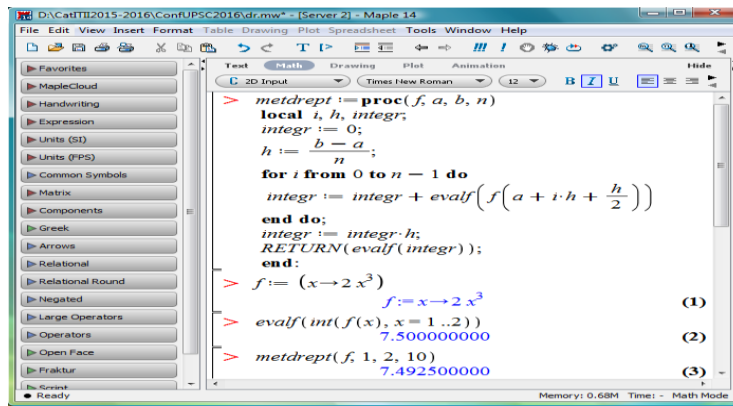 D:\CatITII2015-2016\ConfUPSC2016\dr.mw* - [Server 2] - Maple 14
File Edit View Insert Format Table Drawing Plot Spreadsheet Tools Window Help
Text Math Drawing Plot Animation Hide
C 2D Input Times New Roman 12 B I U
Favorites
MapleCloud
Handwriting
Expression
Units (SI)
Units (FPS)
Common Symbols
Matrix
Components
Greek
Arrows
Relational
Relational Round
Negated
Large Operators
Operators
Open Face
Fraktur
Script
> metdrept := proc(f, a, b, n)
local i, h, integr;
integr := 0;
h := (b − a)/n;
for i from 0 to n − 1 do
integr := integr + evalf(f(a + i·h + h/2))
end do;
integr := integr·h;
RETURN(evalf(integr));
end:
> f := (x→2 x^3)
f := x→2 x^3 (1)
> evalf(int(f(x), x = 1 ..2))
7.500000000 (2)
> metdrept(f, 1, 2, 10)
7.492500000 (3)
Ready Memory: 0.68M Time: - Math Mode